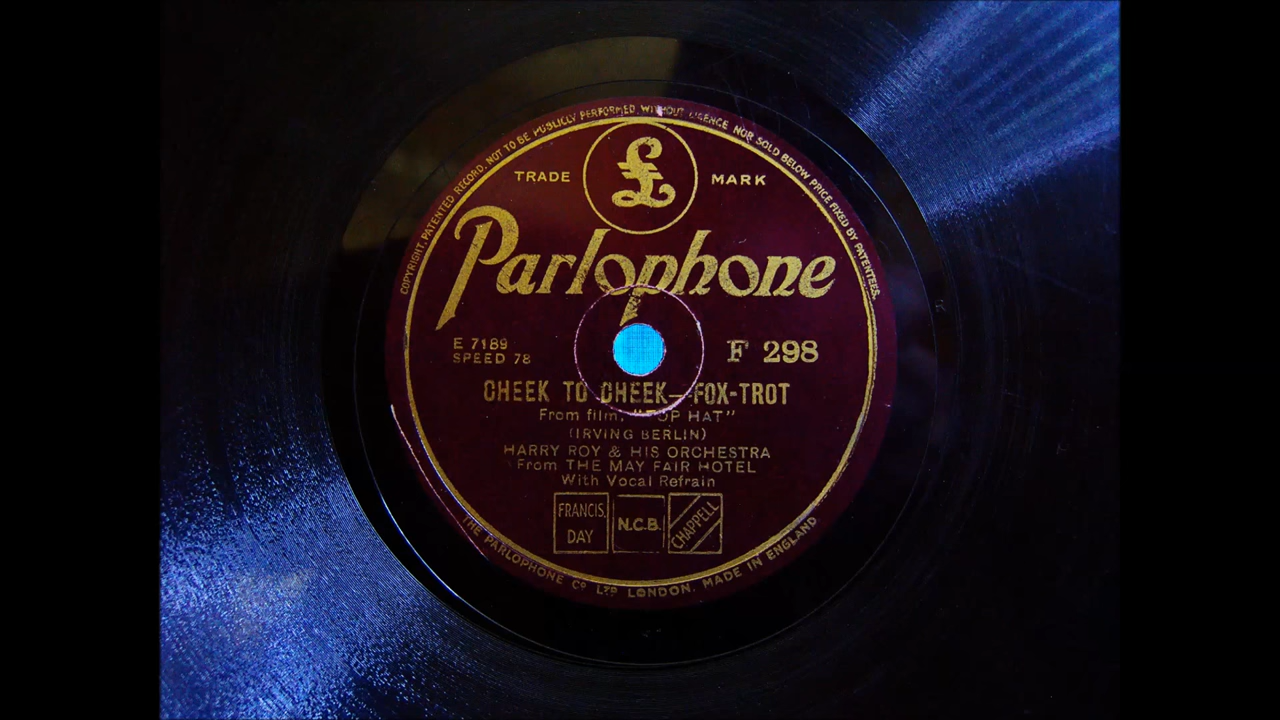 COPYRIGHT, PATENTED RECORD, NOT TO BE PUBLICLY PERFORMED WITHOUT LICENCE NOR SOLD BELOW PRICE FIXED BY PATENTEES.
£
TRADE MARK
Parlophone
E 7189
SPEED 78
F 298
CHEEK TO CHEEK—FOX-TROT
From film, "TOP HAT"
(IRVING BERLIN)
HARRY ROY & HIS ORCHESTRA
From THE MAY FAIR HOTEL
With Vocal Refrain
FRANCIS, DAY
N.C.B.
CHAPPELL
THE PARLOPHONE CO LTD LONDON. MADE IN ENGLAND